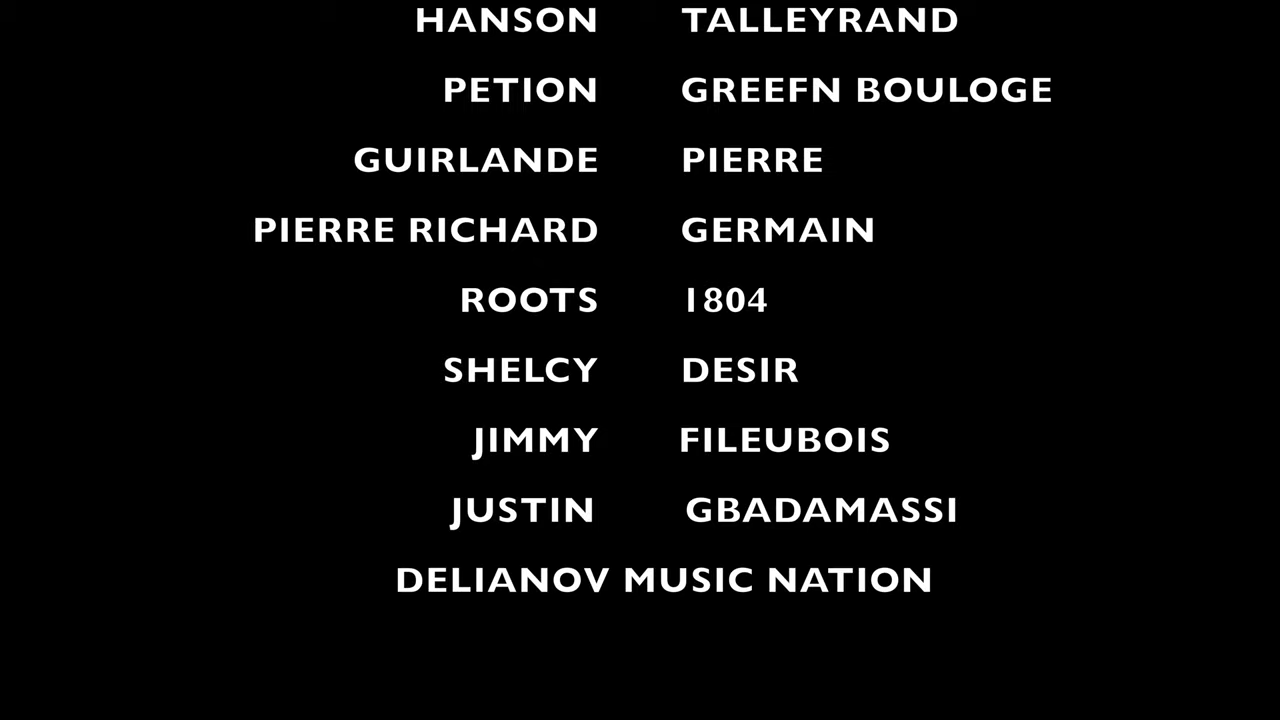 HANSON TALLEYRAND
PETION GREEFN BOULOGE
GUIRLANDE PIERRE
PIERRE RICHARD GERMAIN
ROOTS 1804
SHELCY DESIR
JIMMY FILEUBOIS
JUSTIN GBADAMASSI
DELIANOV MUSIC NATION